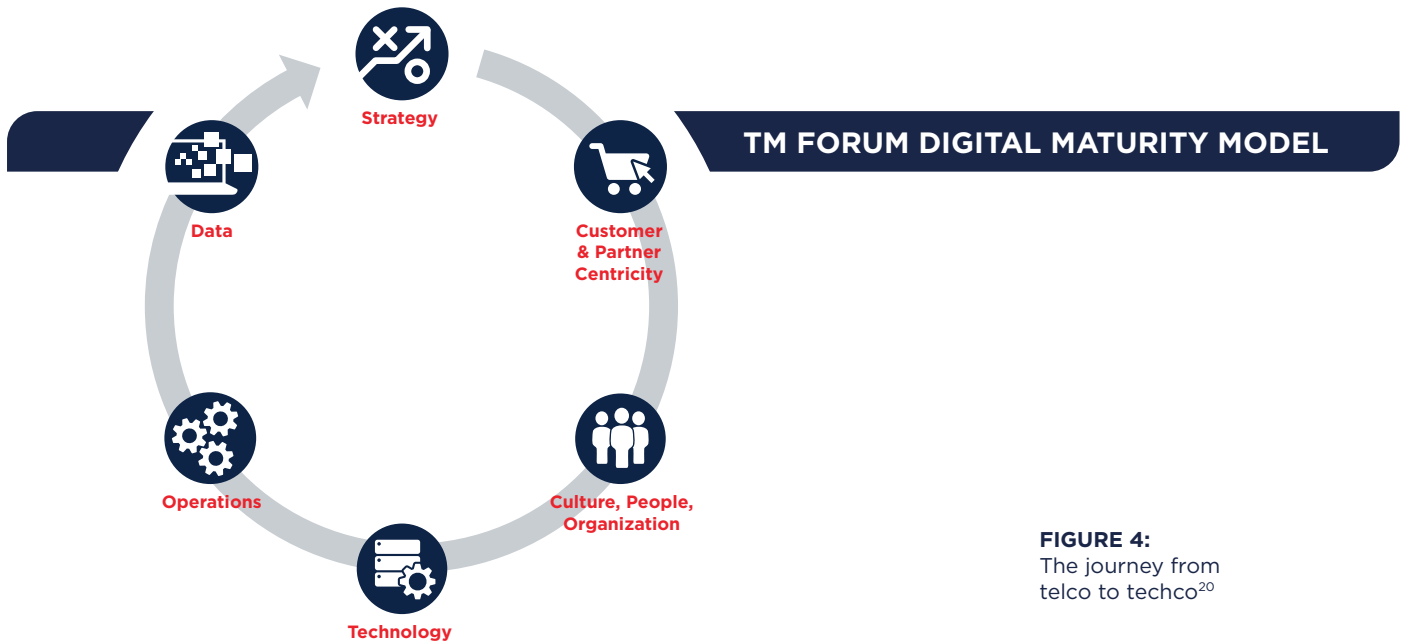 TM FORUM DIGITAL MATURITY MODEL
Strategy
Customer
& Partner
Centricity
Culture, People,
Organization
Technology
Operations
Data
FIGURE 4:
The journey from
telco to techco20